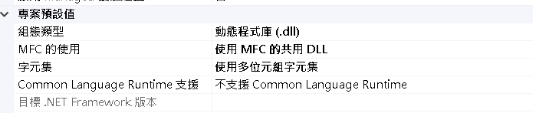 專案預設值
組態類型 動態程式庫 (.dll)
MFC 的使用 使用 MFC 的共用 DLL
字元集 使用多位元組字元集
Common Language Runtime 支援 不支援 Common Language Runtime
目標 .NET Framework 版本